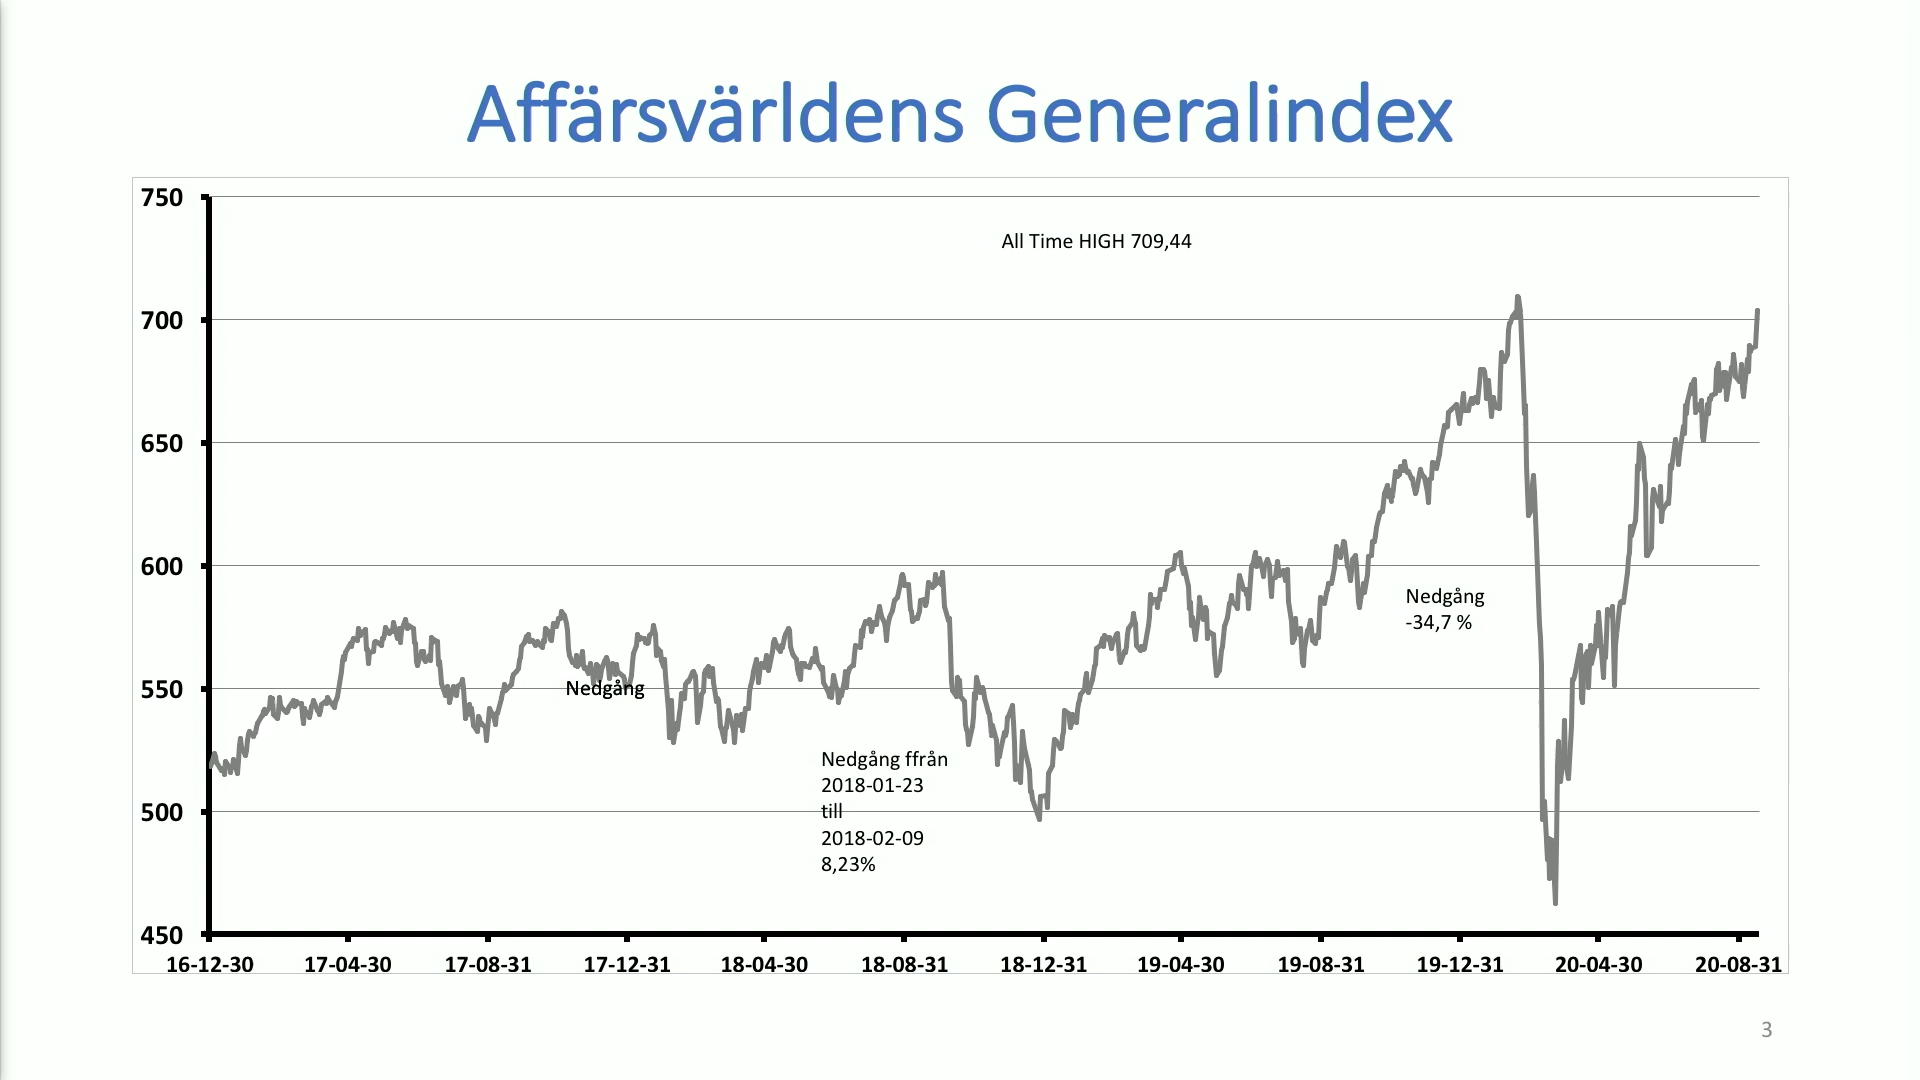 Affärsvärldens Generalindex
750
All Time HIGH 709,44
700
650
600
Nedgång
-34,7 %
550
Nedgång
Nedgång ffrån
2018-01-23
till
2018-02-09
8,23%
500
450
16-12-30 17-04-30 17-08-31 17-12-31 18-04-30 18-08-31 18-12-31 19-04-30 19-08-31 19-12-31 20-04-30 20-08-31
3